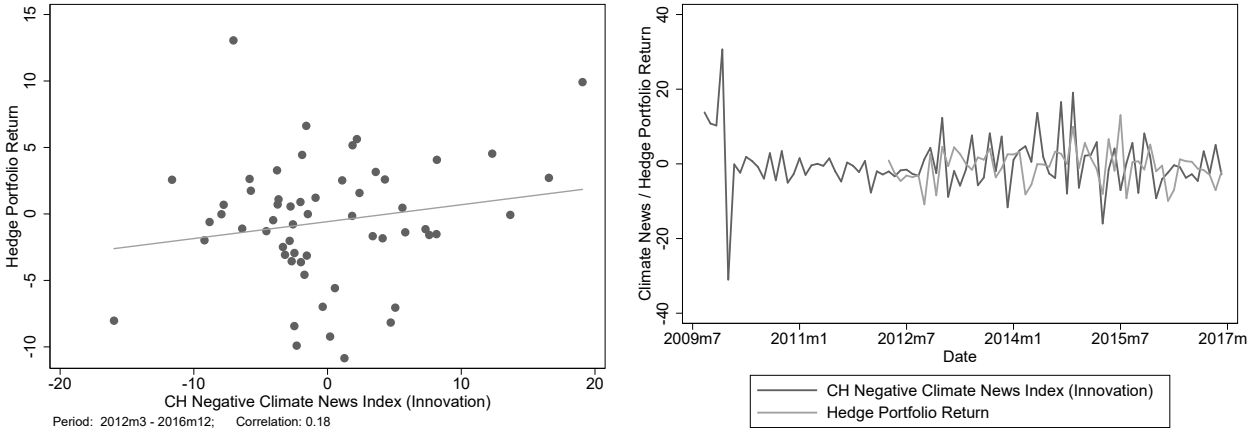 15
10
5
0
-5
-10
Hedge Portfolio Return
-20
-10
0
10
20
CH Negative Climate News Index (Innovation)
Period: 2012m3 - 2016m12; Correlation: 0.18
40
20
0
-20
-40
Climate News / Hedge Portfolio Return
2009m7
2011m1
2012m7
2014m1
2015m7
2017m
Date
CH Negative Climate News Index (Innovation)
Hedge Portfolio Return